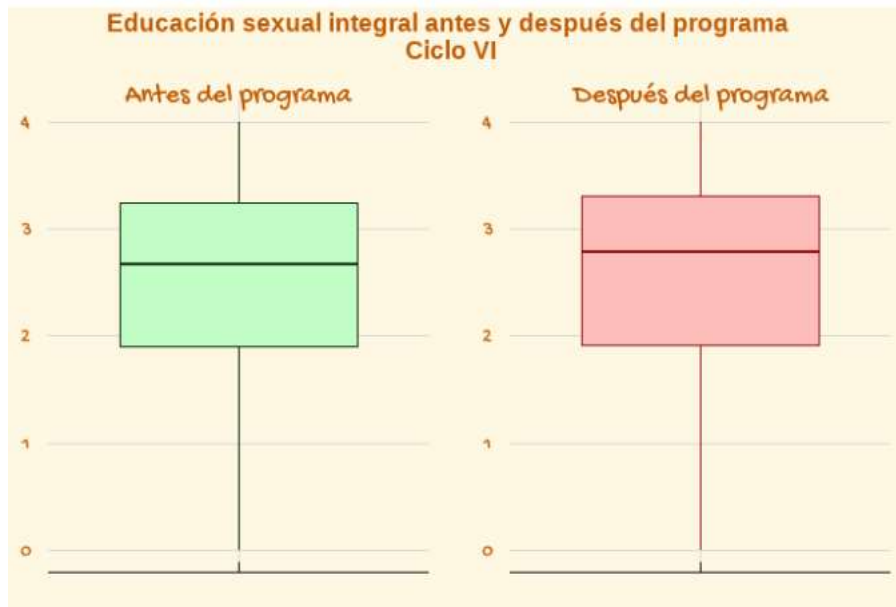 Educación sexual integral antes y después del programa
Ciclo VI
Antes del programa
4
3
2
1
0
Después del programa
4
3
2
1
0